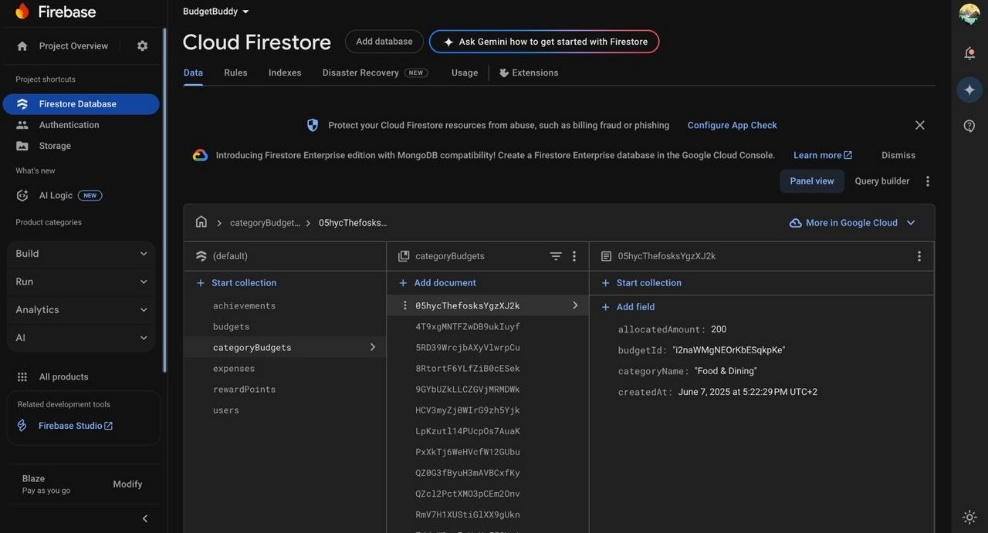 Firebase
Project Overview
Project shortcuts
Firestore Database
Authentication
Storage
What's new
AI Logic NEW
Product categories
Build
Run
Analytics
AI
All products
Related development tools
Firebase Studio
Blaze
Pay as you go
Modify
BudgetBuddy
Cloud Firestore
Add database
Ask Gemini how to get started with Firestore
Data Rules Indexes Disaster Recovery NEW Usage Extensions
Protect your Cloud Firestore resources from abuse, such as billing fraud or phishing Configure App Check
Introducing Firestore Enterprise edition with MongoDB compatibility! Create a Firestore Enterprise database in the Google Cloud Console. Learn more Dismiss
Panel view Query builder
categoryBudget... 05hycThefosks... More in Google Cloud
(default)
Start collection
achievements
budgets
categoryBudgets
expenses
rewardPoints
users
categoryBudgets
Add document
05hycThefosksYgzXJ2k
4T9xgMNTFZwDB9ukIuyf
5RD39WrcjbAXyVlwrpCu
8RtortF6YLfZiB0cESek
9GYbUZkLLCZGVjMRMDWk
HCV3myZj0WIrG9zh5Yjk
LpKzutl14PUcpOs7AuaK
PxXkTj6WeHVcfW12GUbu
QZ0G3fByuH3mAVBCxfKy
QZcl2PctXMO3pCEm2Onv
RmV7H1XUStiGlXX9gUkn
05hycThefosksYgzXJ2k
Start collection
Add field
allocatedAmount: 200
budgetId: "i2naWMgNEOrKbESqkpKe"
categoryName: "Food & Dining"
createdAt: June 7, 2025 at 5:22:29 PM UTC+2